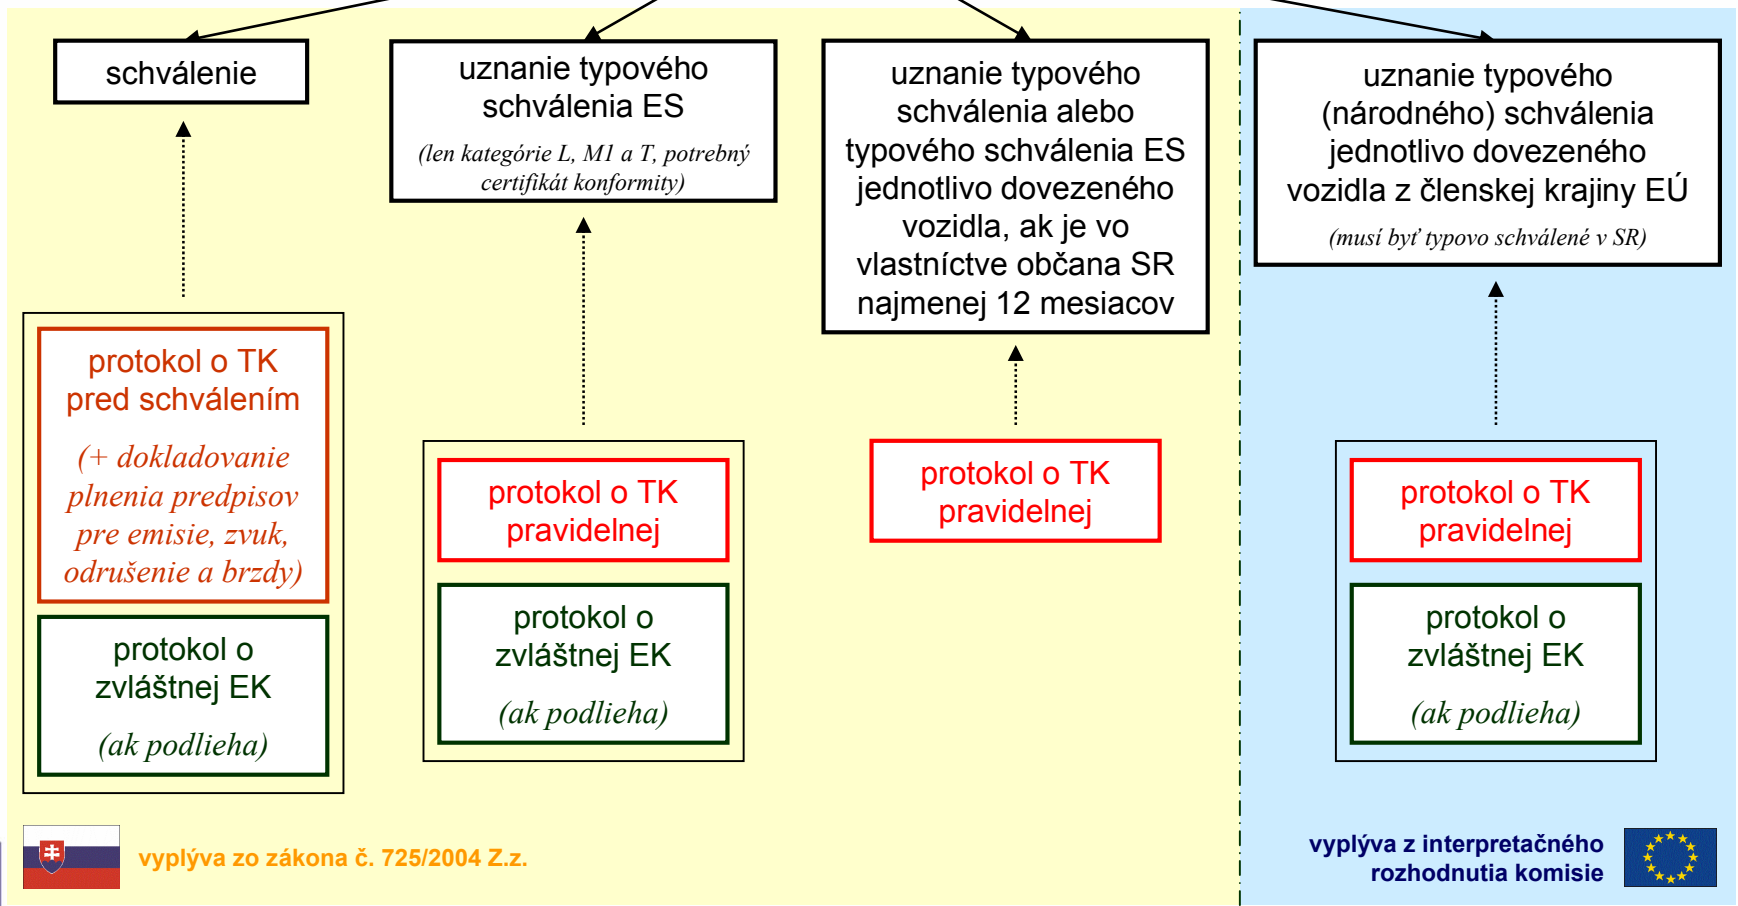 schválenie
uznanie typového
schválenia ES
(len kategórie L, M1 a T, potrebný
certifikát konformity)
uznanie typového
schválenia alebo
typového schválenia ES
jednotlivo dovezeného
vozidla, ak je vo
vlastníctve občana SR
najmenej 12 mesiacov
uznanie typového
(národného) schválenia
jednotlivo dovezeného
vozidla z členskej krajiny EÚ
(musí byť typovo schválené v SR)
protokol o TK
pred schválením
(+ dokladovanie
plnenia predpisov
pre emisie, zvuk,
odrušenie a brzdy)
protokol o
zvláštnej EK
(ak podlieha)
protokol o TK
pravidelnej
protokol o
zvláštnej EK
(ak podlieha)
protokol o TK
pravidelnej
protokol o TK
pravidelnej
protokol o
zvláštnej EK
(ak podlieha)
vyplýva zo zákona č. 725/2004 Z.z.
vyplýva z interpretačného
rozhodnutia komisie